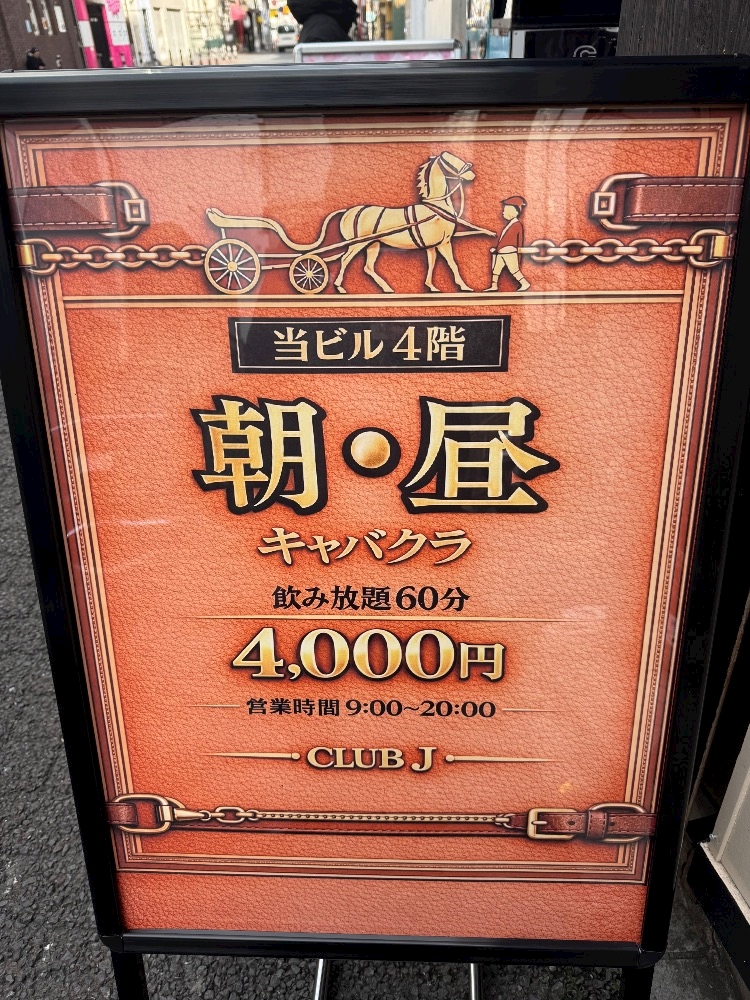 当ビル4階
朝・昼
キャバクラ
飲み放題60分
4,000円
営業時間 9:00~20:00
CLUB J